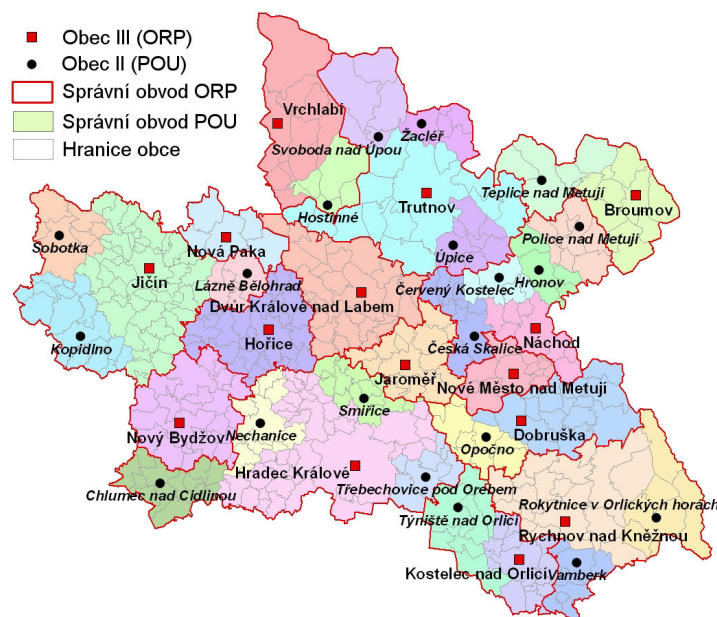 Obec III (ORP)
Obec II (POU)
Správní obvod ORP
Správní obvod POU
Hranice obce
Vrchlabí
Žacléř
Svoboda nad Úpou
Teplice nad Metují
Hostinné
Trutnov
Broumov
Sobotka
Nová Paka
Police nad Metují
Úpice
Jičín
Lázně Bělohrad
Červený Kostelec
Hronov
Dvůr Králové nad Labem
Kopidlno
Hořice
Česká Skalice
Náchod
Jaroměř
Nové Město nad Metují
Smiřice
Nový Bydžov
Nechanice
Dobruška
Opočno
Hradec Králové
Chlumec nad Cidlinou
Třebechovice pod Orebem
Rokytnice v Orlických horách
Týniště nad Orlicí
Rychnov nad Kněžnou
Kostelec nad Orlicí
Vamberk